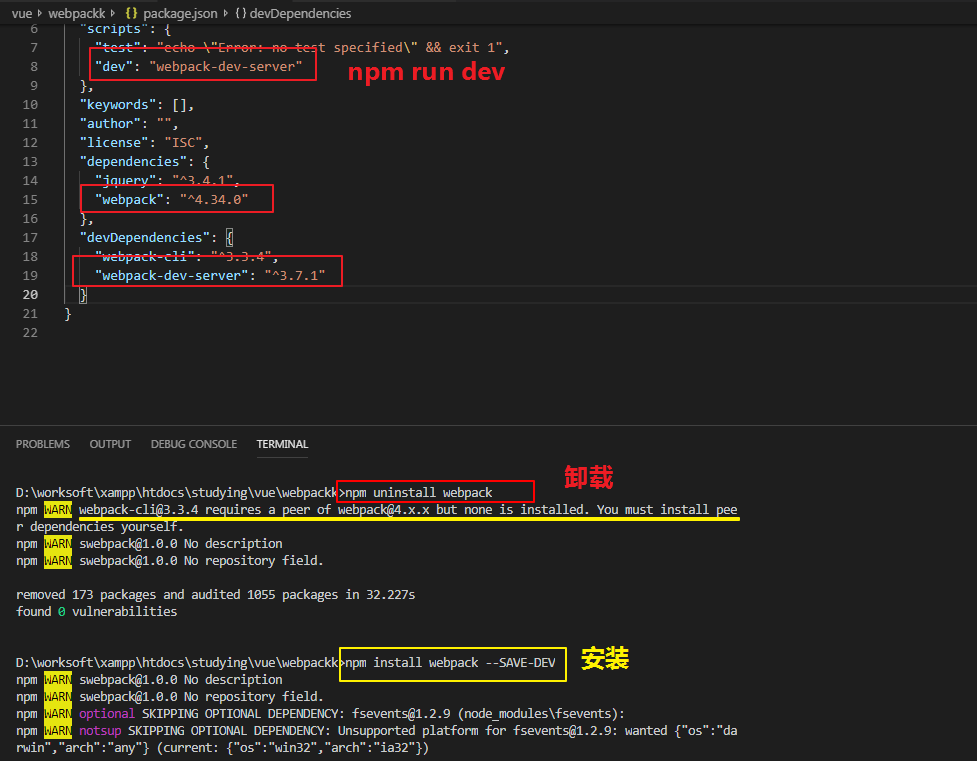 vue › webpackk › {} package.json › {} devDependencies
6 "scripts": {
7 "test": "echo \"Error: no test specified\" && exit 1",
8 "dev": "webpack-dev-server"
npm run dev
9 },
10 "keywords": [],
11 "author": "",
12 "license": "ISC",
13 "dependencies": {
14 "jquery": "^3.4.1",
15 "webpack": "^4.34.0"
16 },
17 "devDependencies": {
18 "webpack-cli": "^3.3.4",
19 "webpack-dev-server": "^3.7.1"
20 }
21 }
22
PROBLEMS OUTPUT DEBUG CONSOLE TERMINAL
卸载
D:\worksoft\xampp\htdocs\studying\vue\webpackk>npm uninstall webpack
npm WARN webpack-cli@3.3.4 requires a peer of webpack@4.x.x but none is installed. You must install pee
r dependencies yourself.
npm WARN swebpack@1.0.0 No description
npm WARN swebpack@1.0.0 No repository field.
removed 173 packages and audited 1055 packages in 32.227s
found 0 vulnerabilities
D:\worksoft\xampp\htdocs\studying\vue\webpackk>npm install webpack --SAVE-DEV
安装
npm WARN swebpack@1.0.0 No description
npm WARN swebpack@1.0.0 No repository field.
npm WARN optional SKIPPING OPTIONAL DEPENDENCY: fsevents@1.2.9 (node_modules\fsevents):
npm WARN notsup SKIPPING OPTIONAL DEPENDENCY: Unsupported platform for fsevents@1.2.9: wanted {"os":"da
rwin","arch":"any"} (current: {"os":"win32","arch":"ia32"})